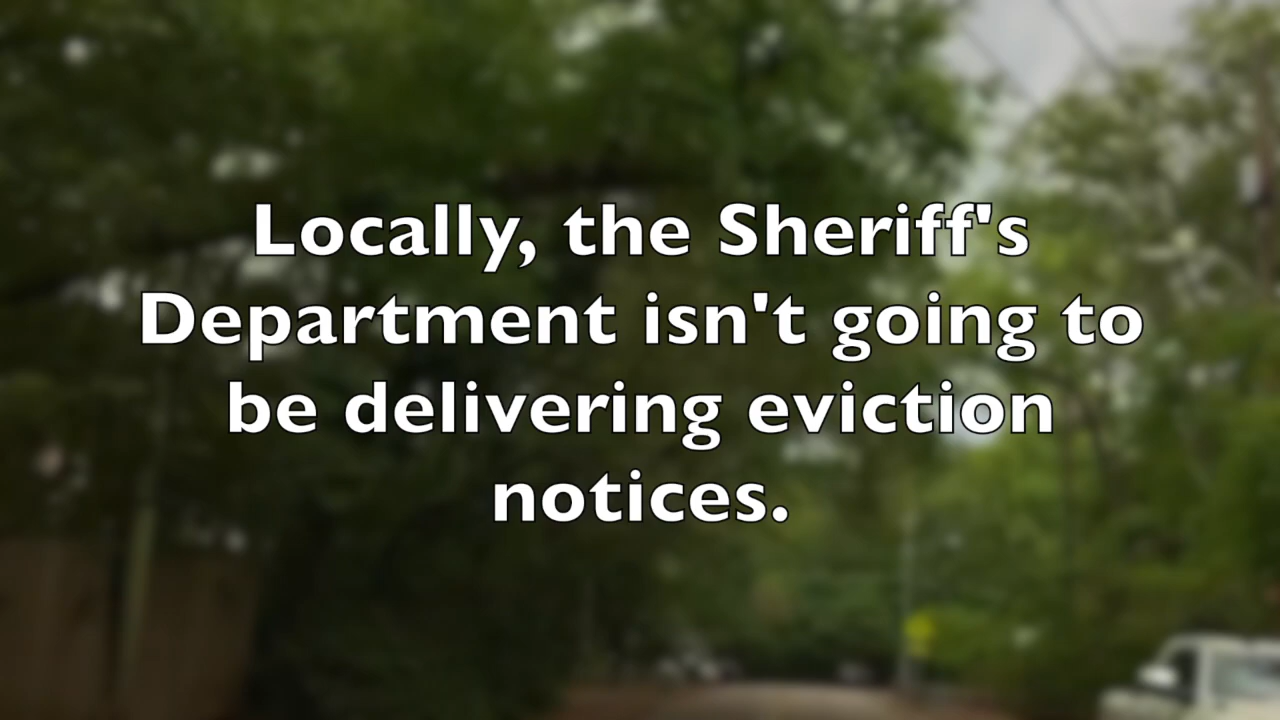 Locally, the Sheriff's
Department isn't going to
be delivering eviction
notices.